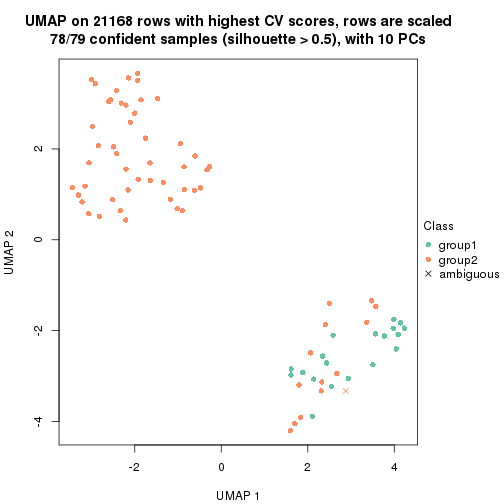 UMAP on 21168 rows with highest CV scores, rows are scaled
78/79 confident samples (silhouette > 0.5), with 10 PCs
UMAP 2
2
0
-2
-4
-2
0
2
4
UMAP 1
Class
group1
group2
ambiguous